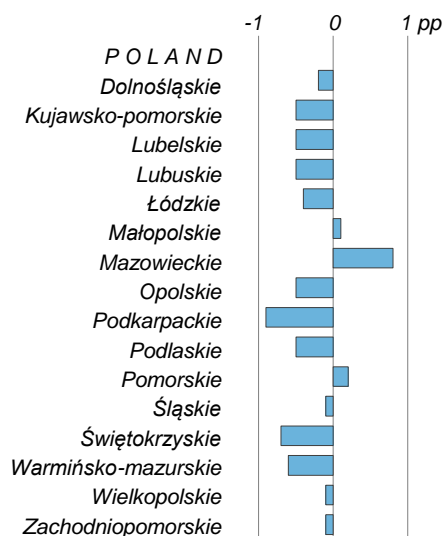 -1 0 1 pp
P O L A N D
Dolnośląskie
Kujawsko-pomorskie
Lubelskie
Lubuskie
Łódzkie
Małopolskie
Mazowieckie
Opolskie
Podkarpackie
Podlaskie
Pomorskie
Śląskie
Świętokrzyskie
Warmińsko-mazurskie
Wielkopolskie
Zachodniopomorskie